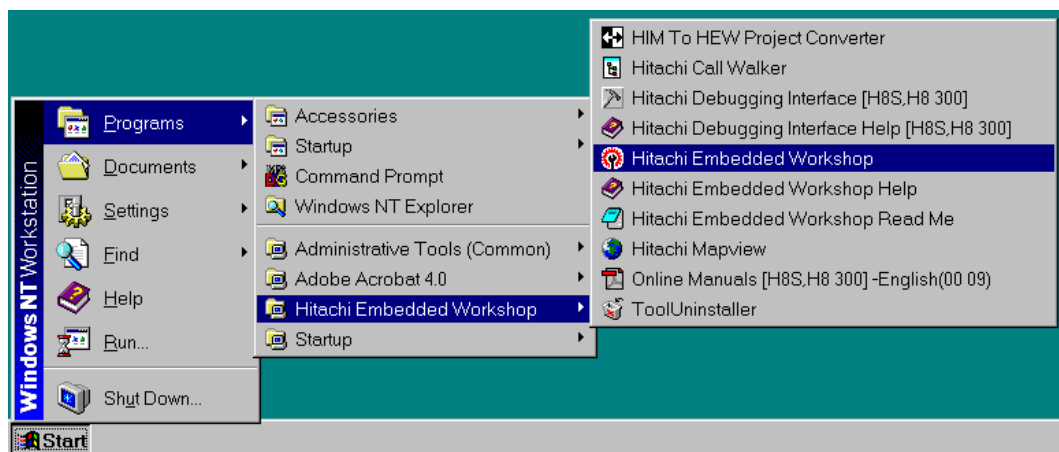 Windows NT Workstation
Programs
Documents
Settings
Find
Help
Run...
Shut Down...
Start
Accessories
Startup
Command Prompt
Windows NT Explorer
Administrative Tools (Common)
Adobe Acrobat 4.0
Hitachi Embedded Workshop
Startup
HIM To HEW Project Converter
Hitachi Call Walker
Hitachi Debugging Interface [H8S,H8 300]
Hitachi Debugging Interface Help [H8S,H8 300]
Hitachi Embedded Workshop
Hitachi Embedded Workshop Help
Hitachi Embedded Workshop Read Me
Hitachi Mapview
Online Manuals [H8S,H8 300] -English(00 09)
ToolUninstaller